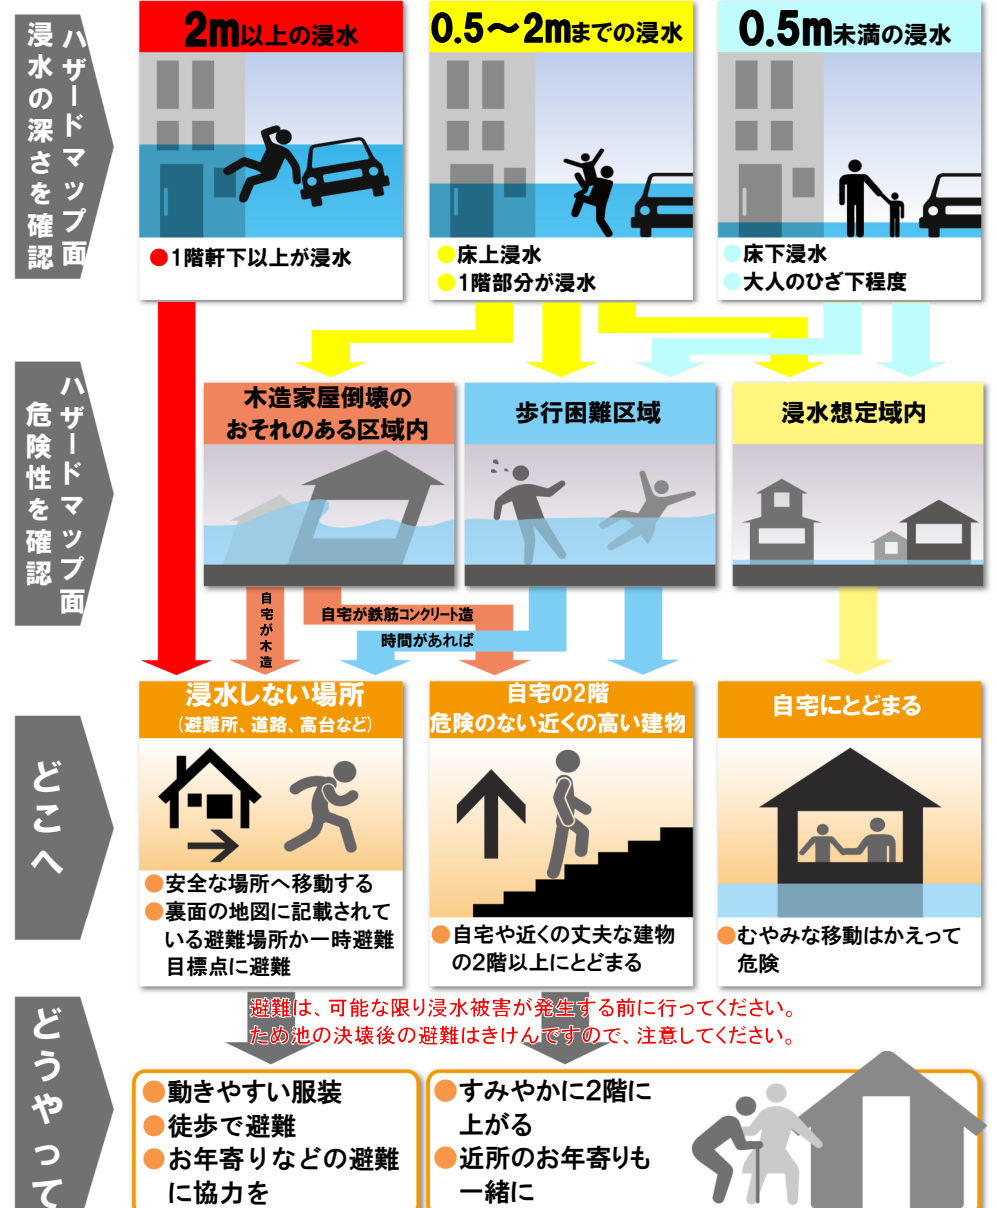 ハザードマップ面
浸水の深さを確認
2m以上の浸水
●1階軒下以上が浸水
0.5～2mまでの浸水
●床上浸水
●1階部分が浸水
0.5m未満の浸水
●床下浸水
●大人のひざ下程度
ハザードマップ面
危険性を確認
木造家屋倒壊の
おそれのある区域内
歩行困難区域
浸水想定域内
自宅が木造
自宅が鉄筋コンクリート造
時間があれば
どこへ
浸水しない場所
(避難所、道路、高台など)
●安全な場所へ移動する
●裏面の地図に記載されて
いる避難場所か一時避難
目標点に避難
自宅の2階
危険のない近くの高い建物
●自宅や近くの丈夫な建物
の2階以上にとどまる
自宅にとどまる
●むやみな移動はかえって
危険
避難は、可能な限り浸水被害が発生する前に行ってください。
ため池の決壊後の避難はきけんですので、注意してください。
どうやって
●動きやすい服装
●徒歩で避難
●お年寄りなどの避難
に協力を
●すみやかに2階に
上がる
●近所のお年寄りも
一緒に